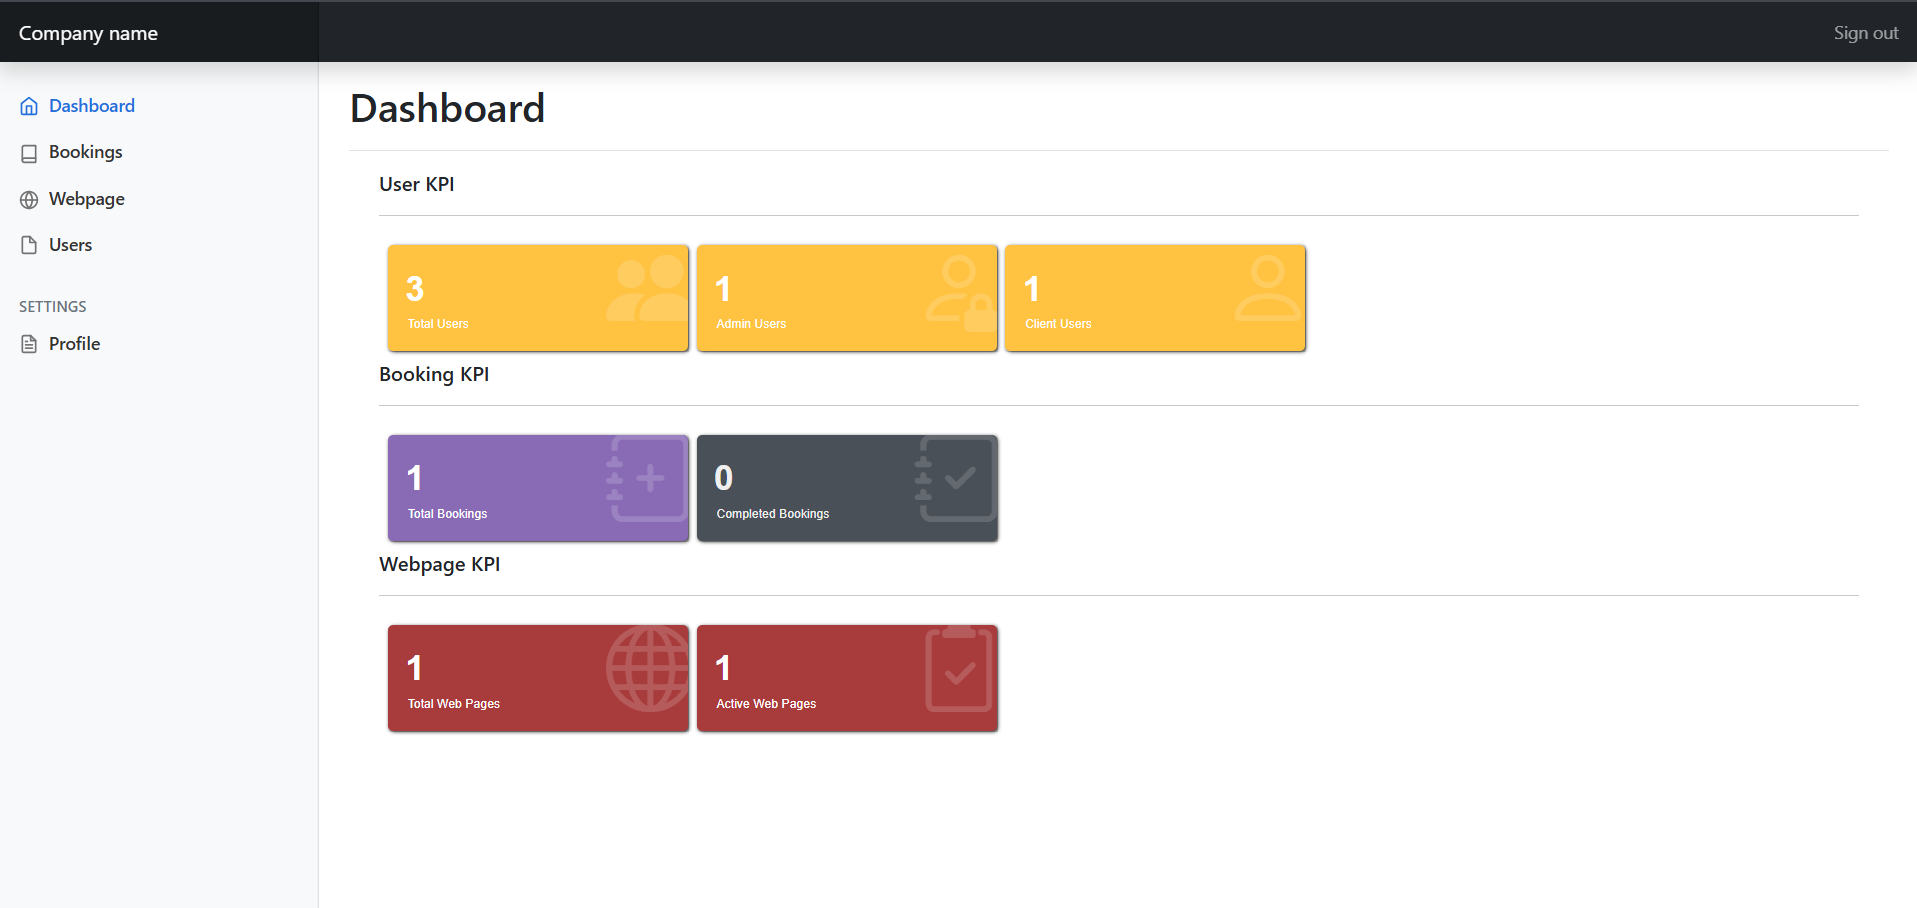 Company name
Sign out
Dashboard
Bookings
Webpage
Users
SETTINGS
Profile
Dashboard
User KPI
3
Total Users
1
Admin Users
1
Client Users
Booking KPI
1
Total Bookings
0
Completed Bookings
Webpage KPI
1
Total Web Pages
1
Active Web Pages